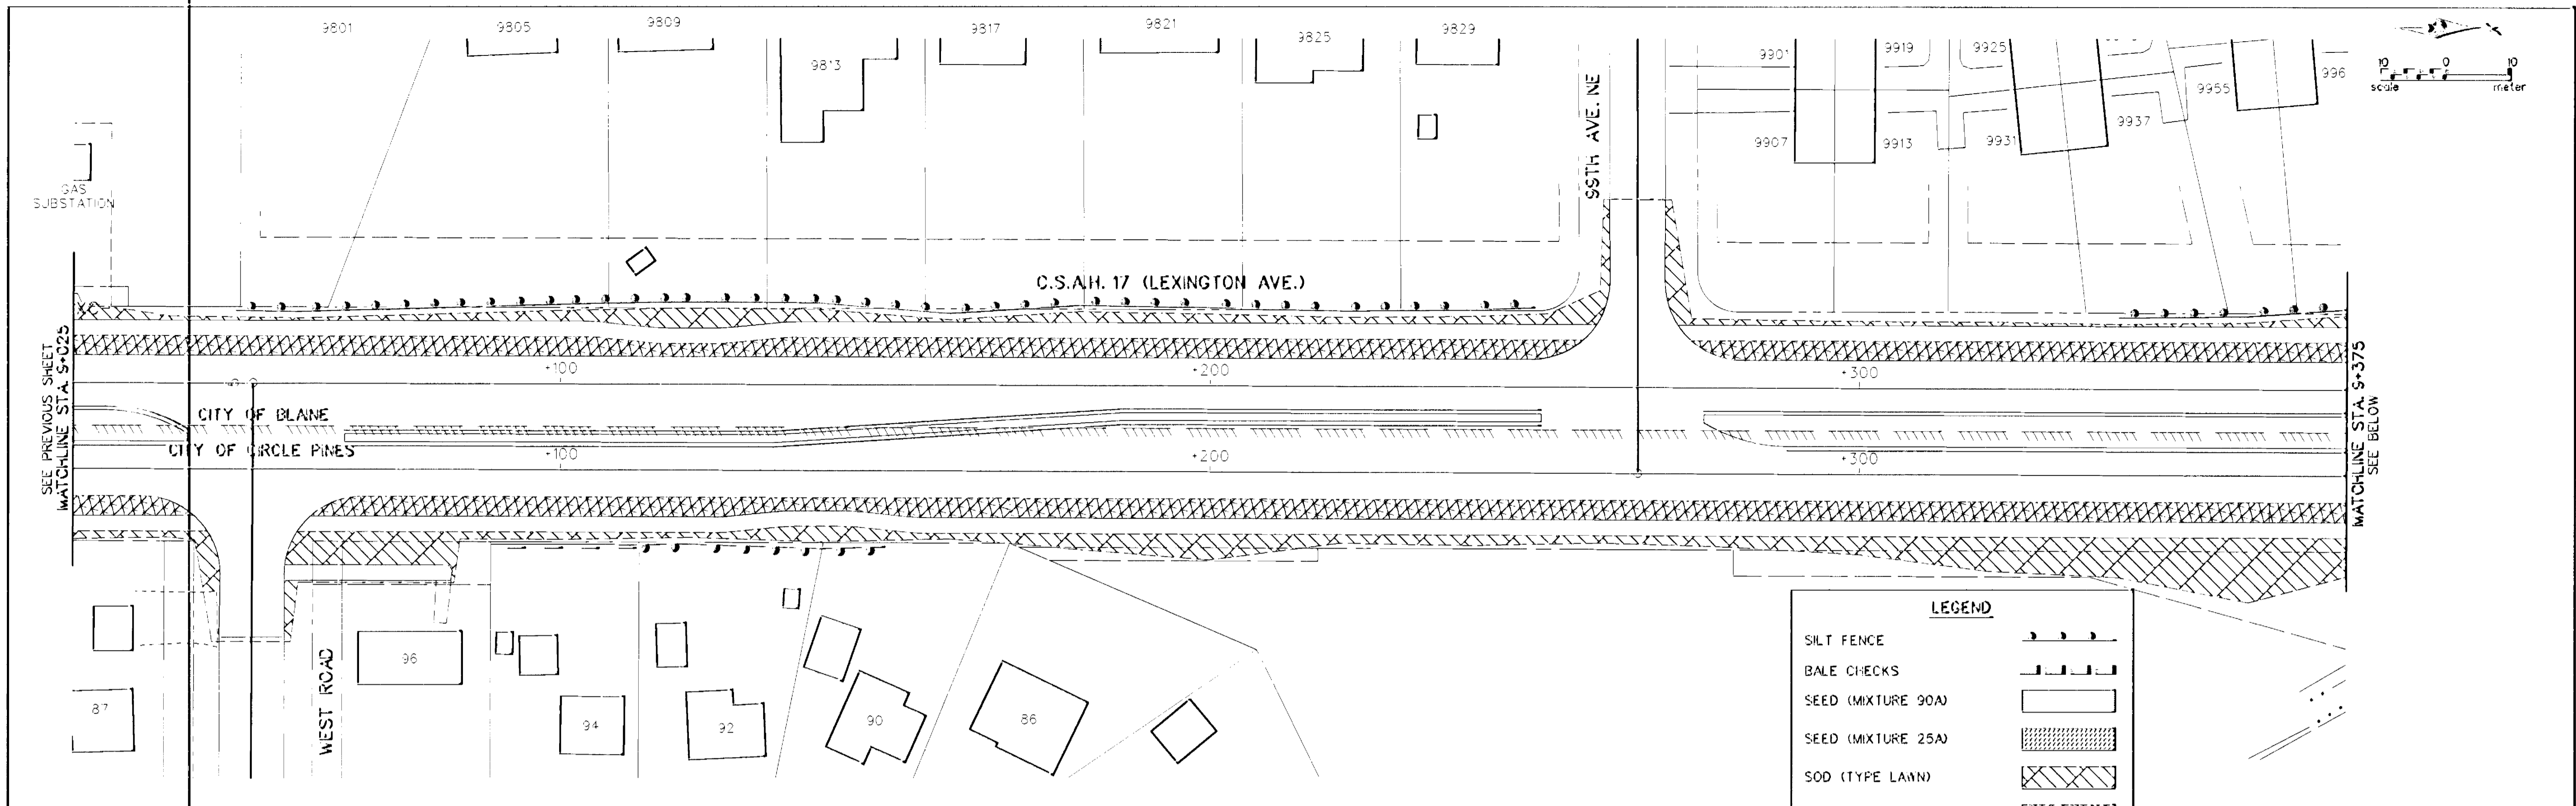 9801
9805
9809
9813
9817
9821
9825
9829
9901
9919
9925
9907
9913
9931
9937
9955
996
10 0 10
scale meter
GAS
SUBSTATION
99TH AVE. NE
C.S.A.H. 17 (LEXINGTON AVE.)
SEE PREVIOUS SHEET
MATCHLINE STA. 9+025
+100
+200
+300
CITY OF BLAINE
CITY OF CIRCLE PINES
+100
+200
+300
MATCHLINE STA. 9+375
SEE BELOW
WEST ROAD
87
96
94
92
90
86
LEGEND
SILT FENCE
BALE CHECKS
SEED (MIXTURE 90A)
SEED (MIXTURE 25A)
SOD (TYPE LAWN)